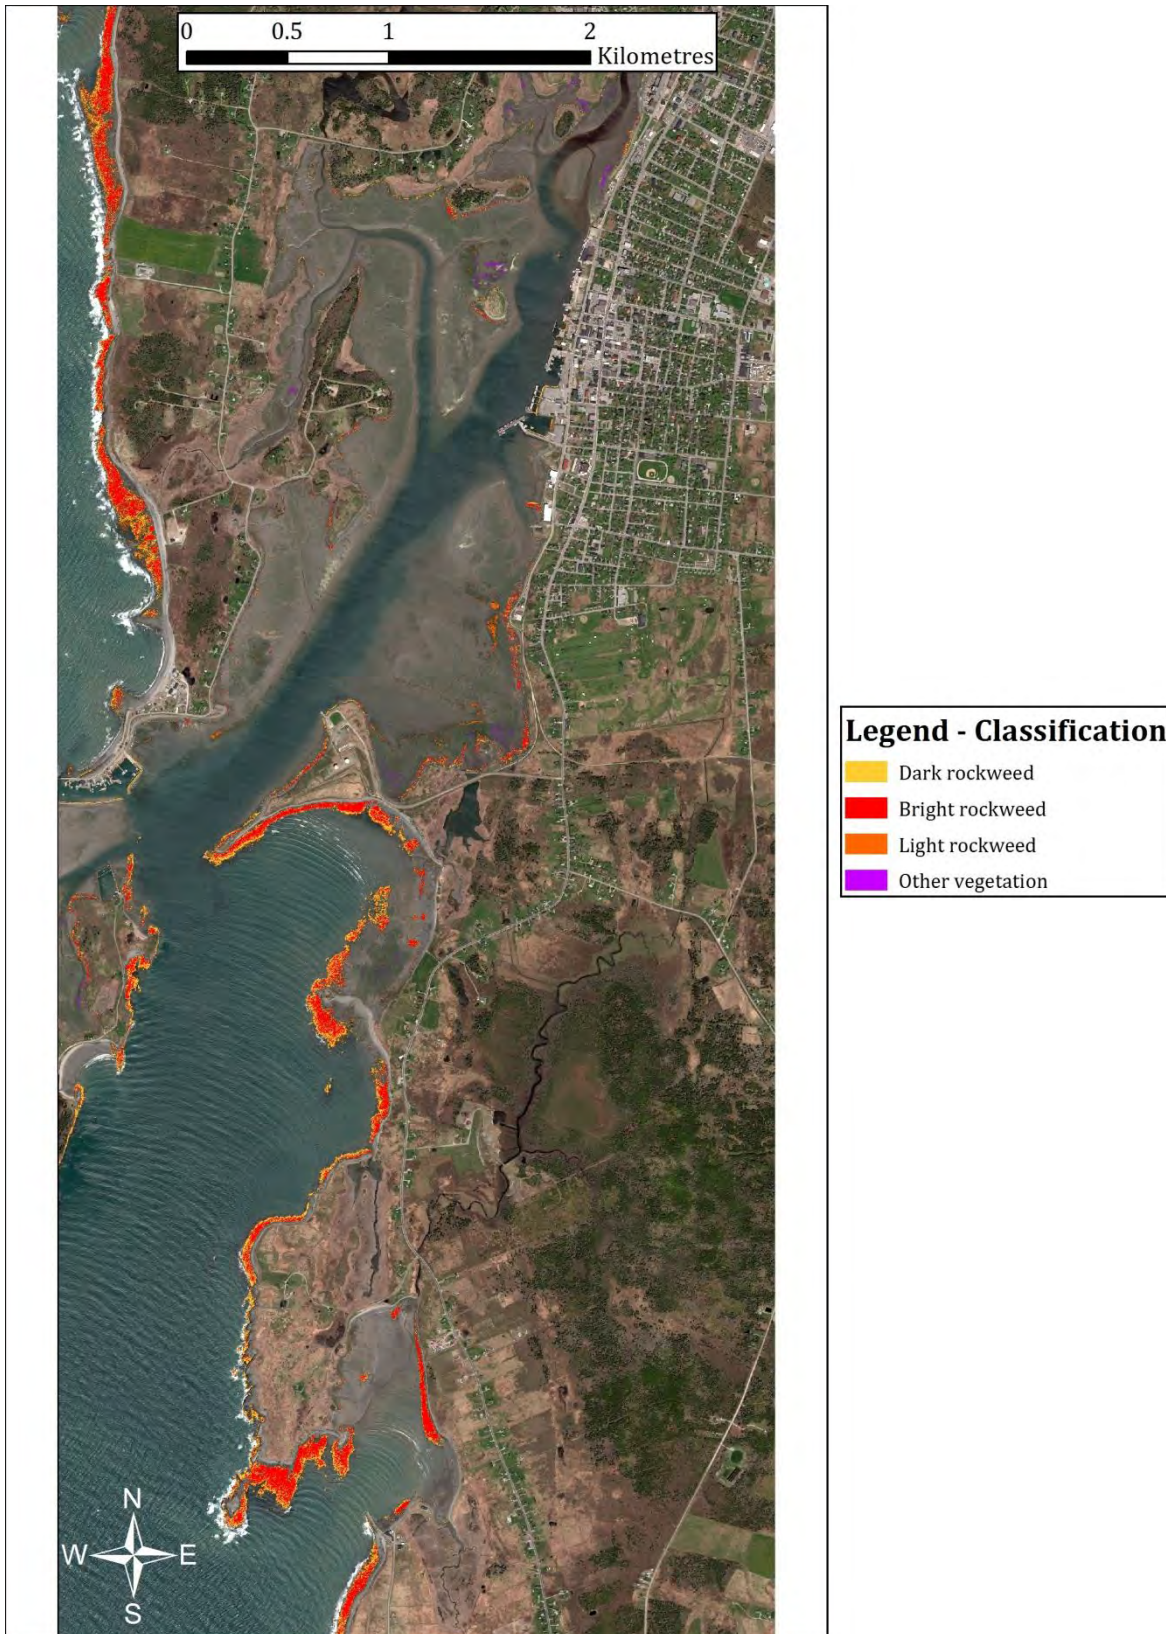 0 0.5 1 2
Kilometres
Legend - Classification
Dark rockweed
Bright rockweed
Light rockweed
Other vegetation
N
W E
S